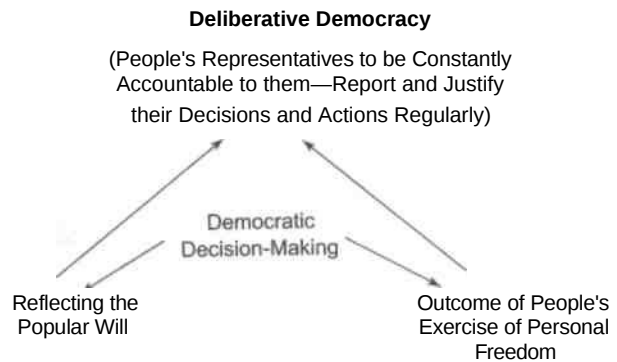 Deliberative Democracy
(People's Representatives to be Constantly
Accountable to them—Report and Justify
their Decisions and Actions Regularly)
Democratic
Decision-Making
Reflecting the
Popular Will
Outcome of People's
Exercise of Personal
Freedom